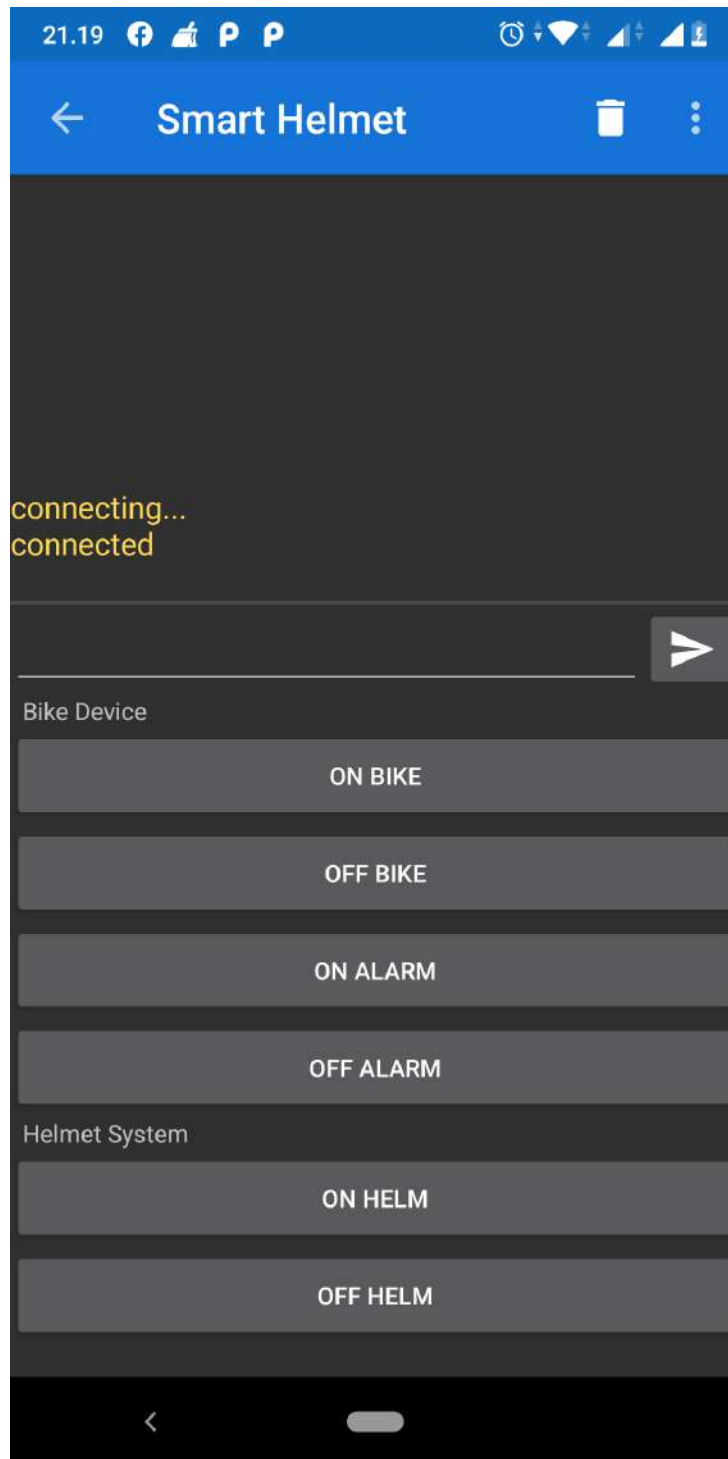 21.19
Smart Helmet
connecting...
connected
Bike Device
ON BIKE
OFF BIKE
ON ALARM
OFF ALARM
Helmet System
ON HELM
OFF HELM